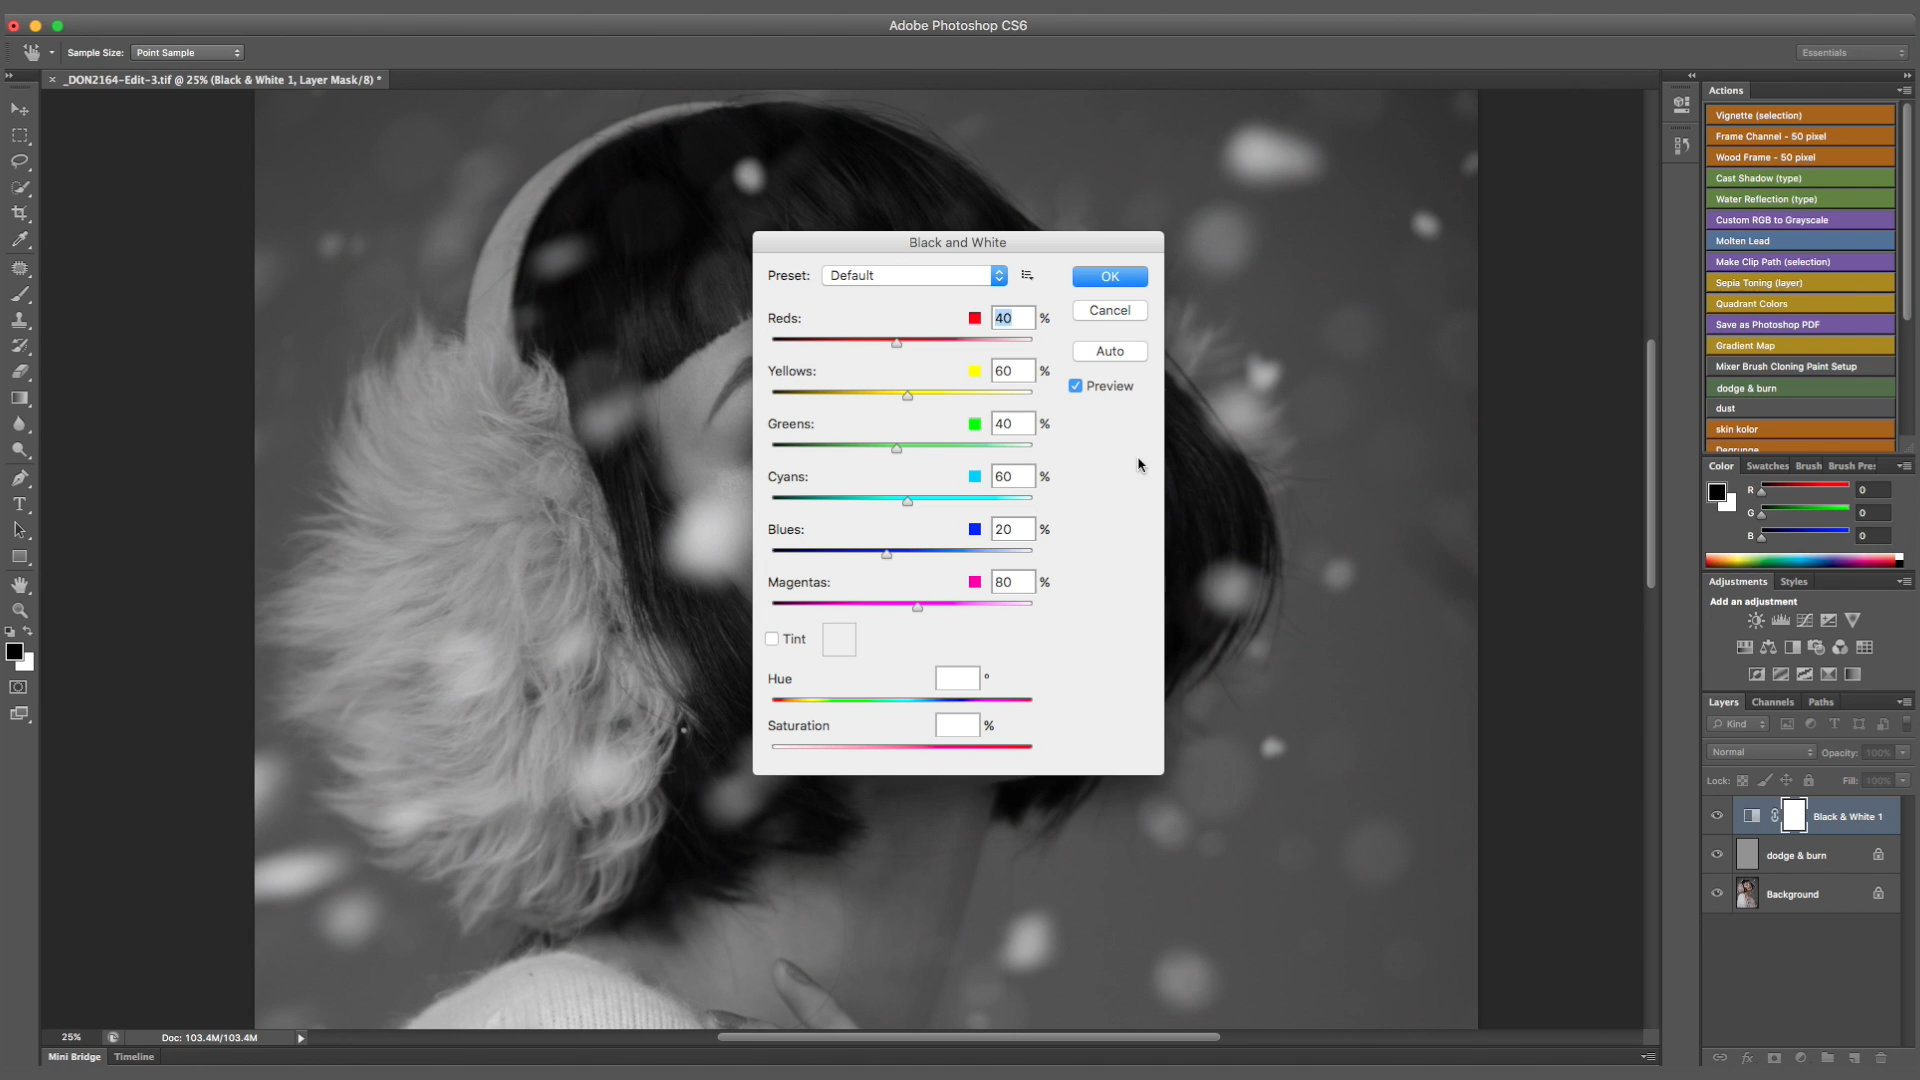 Adobe Photoshop CS6
Sample Size: Point Sample
Essentials
× _DON2164-Edit-3.tif @ 25% (Black & White 1, Layer Mask/8) *
Black and White
Preset: Default
OK
Cancel
Auto
Preview
Reds: 40 %
Yellows: 60 %
Greens: 40 %
Cyans: 60 %
Blues: 20 %
Magentas: 80 %
Tint
Hue °
Saturation %
Actions
Vignette (selection)
Frame Channel - 50 pixel
Wood Frame - 50 pixel
Cast Shadow (type)
Water Reflection (type)
Custom RGB to Grayscale
Molten Lead
Make Clip Path (selection)
Sepia Toning (layer)
Quadrant Colors
Save as Photoshop PDF
Gradient Map
Mixer Brush Cloning Paint Setup
dodge & burn
dust
skin kolor
Degrunge
Color Swatches Brush Brush Pre:
R 0
G 0
B 0
Adjustments Styles
Add an adjustment
Layers Channels Paths
Kind
Normal Opacity: 100%
Lock: Fill: 100%
Black & White 1
dodge & burn
Background
25% Doc: 103.4M/103.4M
Mini Bridge Timeline